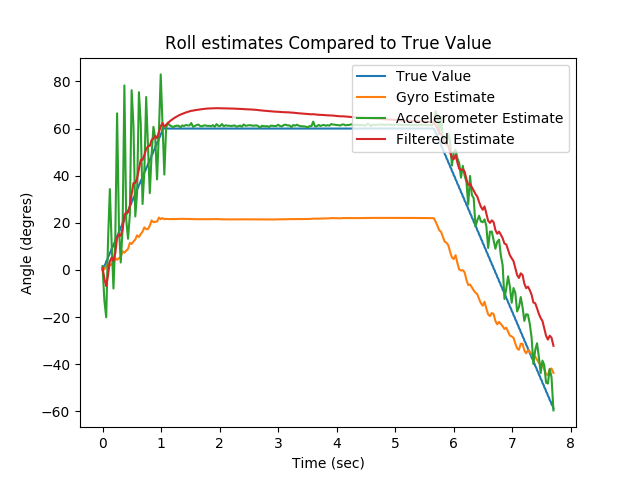 Roll estimates Compared to True Value
True Value
Gyro Estimate
Accelerometer Estimate
Filtered Estimate
Angle (degres)
80
60
40
20
0
−20
−40
−60
0 1 2 3 4 5 6 7 8
Time (sec)